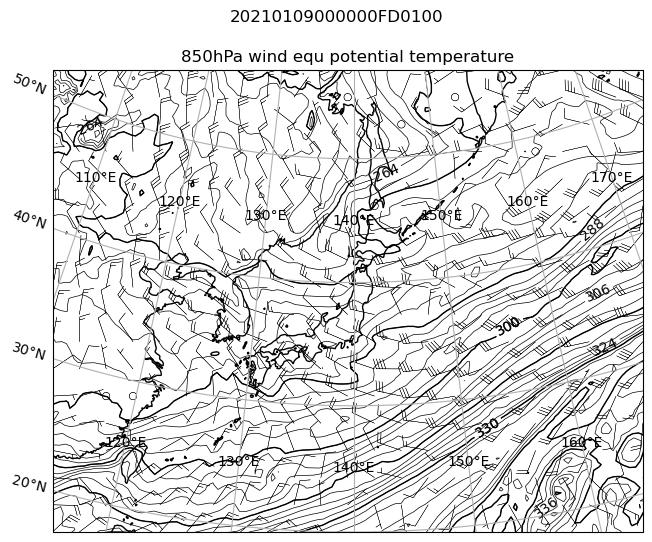 20210109000000FD0100
850hPa wind equ potential temperature
50°N
264
264
110°E
120°E
130°E
140°E
150°E
160°E
170°E
40°N
288
306
300
324
30°N
330
120°E
130°E
140°E
150°E
160°E
20°N
336